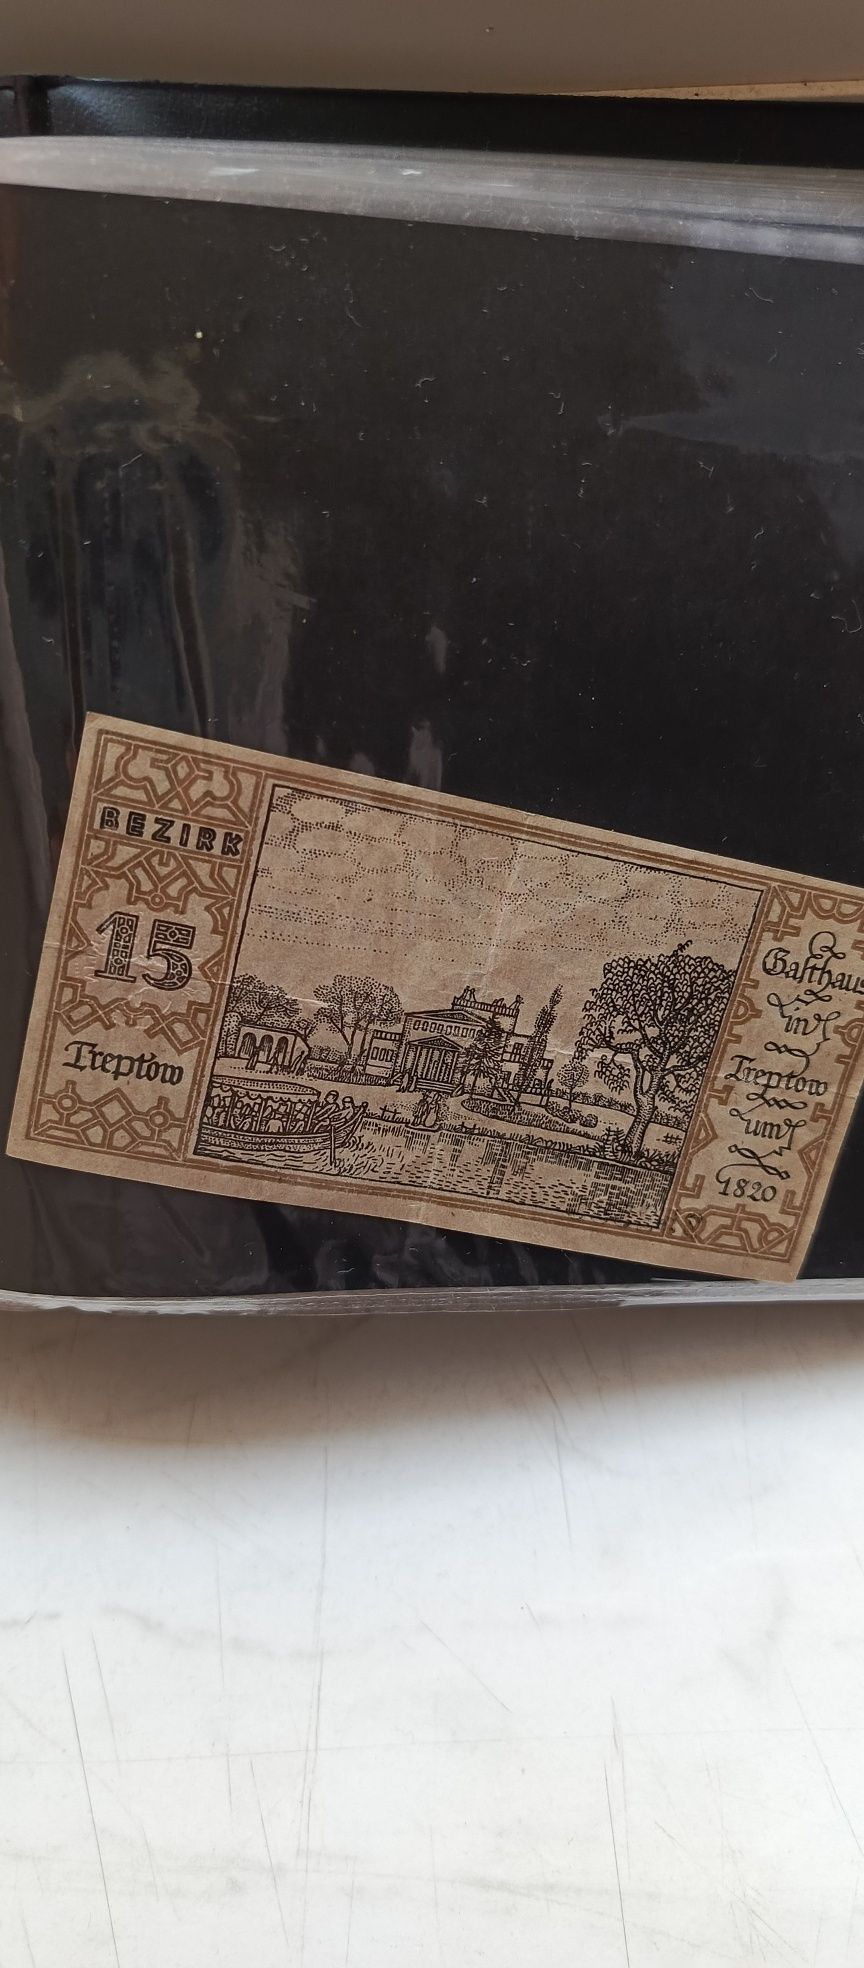 BEZIRK
15
Treptow
Gasthaus
in
Treptow
um
1820